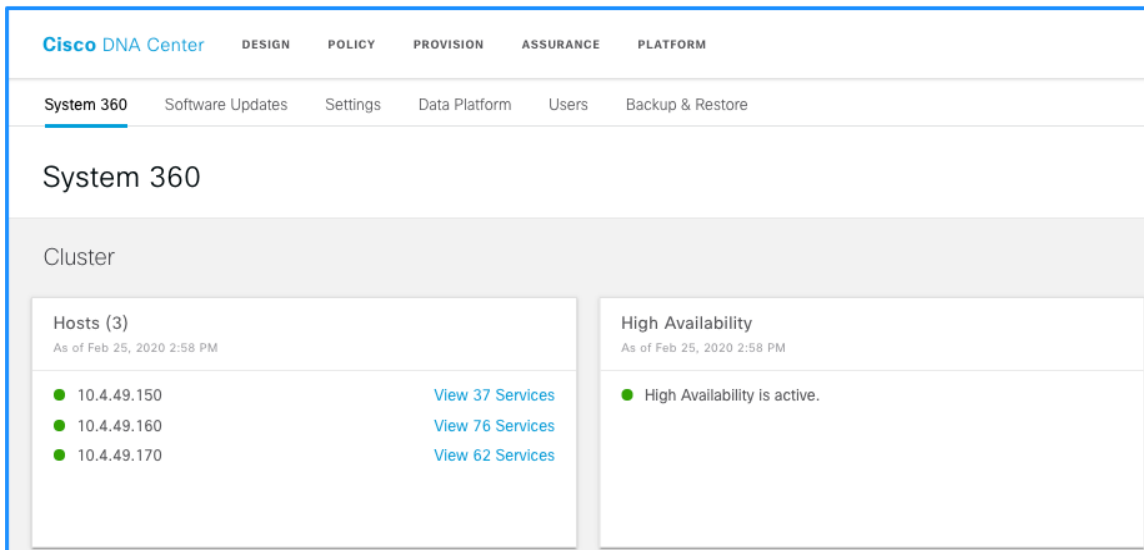 Cisco DNA Center DESIGN POLICY PROVISION ASSURANCE PLATFORM
System 360 Software Updates Settings Data Platform Users Backup & Restore
System 360
Cluster
Hosts (3)
As of Feb 25, 2020 2:58 PM
10.4.49.150 View 37 Services
10.4.49.160 View 76 Services
10.4.49.170 View 62 Services
High Availability
As of Feb 25, 2020 2:58 PM
High Availability is active.